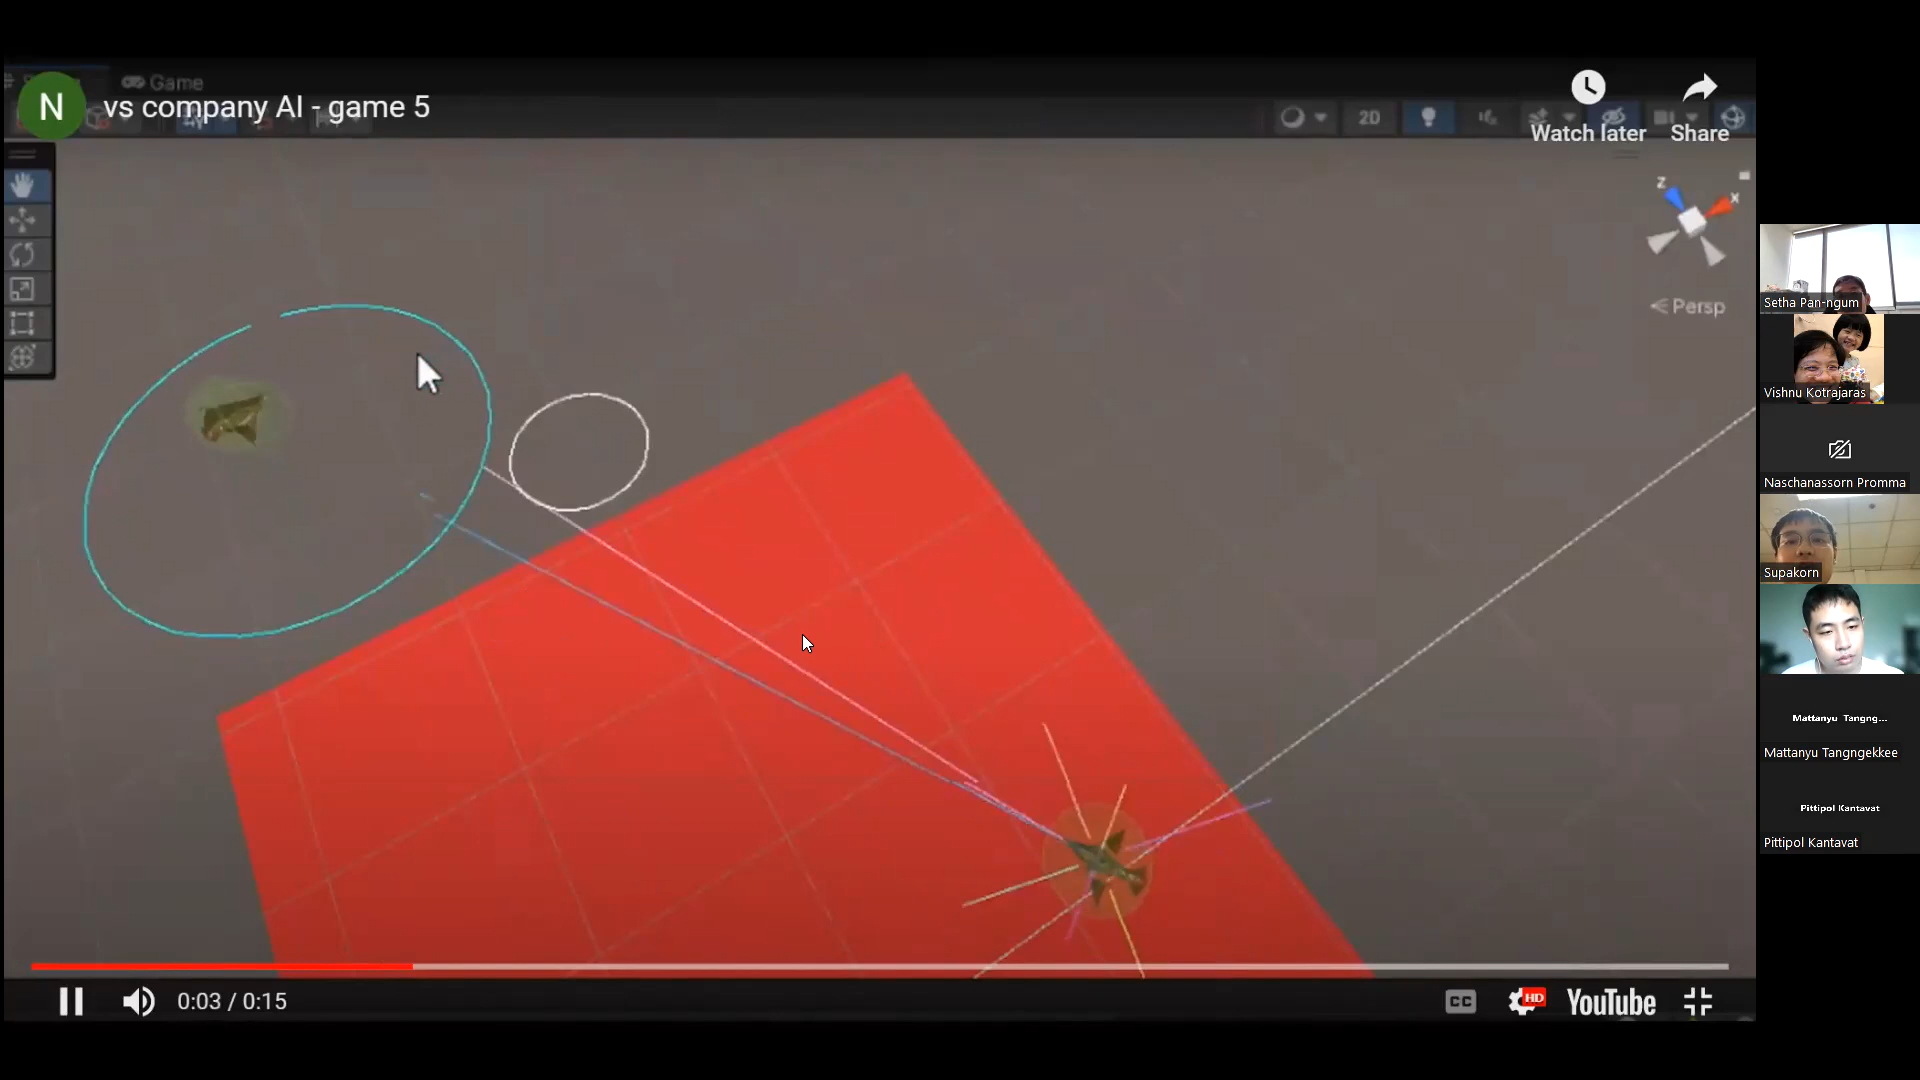 Game
N
vs company AI - game 5
2D
Watch later
Share
z
x
Persp
0:03 / 0:15
CC
HD
YouTube
Setha Pan-ngum
Vishnu Kotrajaras
Naschanassorn Promma
Supakorn
Mattanyu Tangng...
Mattanyu Tangngekkee
Pittipol Kantavat
Pittipol Kantavat